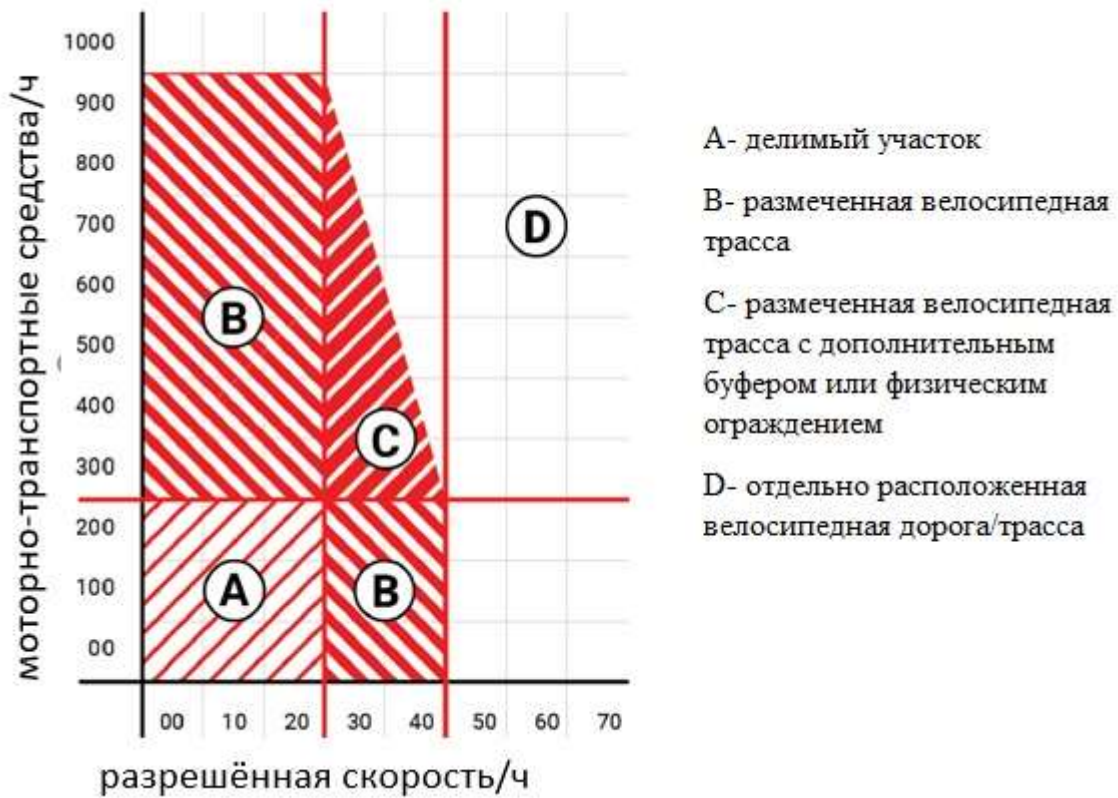 моторно-транспортные средства/ч
1000
900
800
700
600
500
400
300
200
100
00
B
D
C
A
B
00 10 20 30 40 50 60 70
разрешённая скорость/ч
A- делимый участок
B- размеченная велосипедная
трасса
C- размеченная велосипедная
трасса с дополнительным
буфером или физическим
ограждением
D- отдельно расположенная
велосипедная дорога/трасса